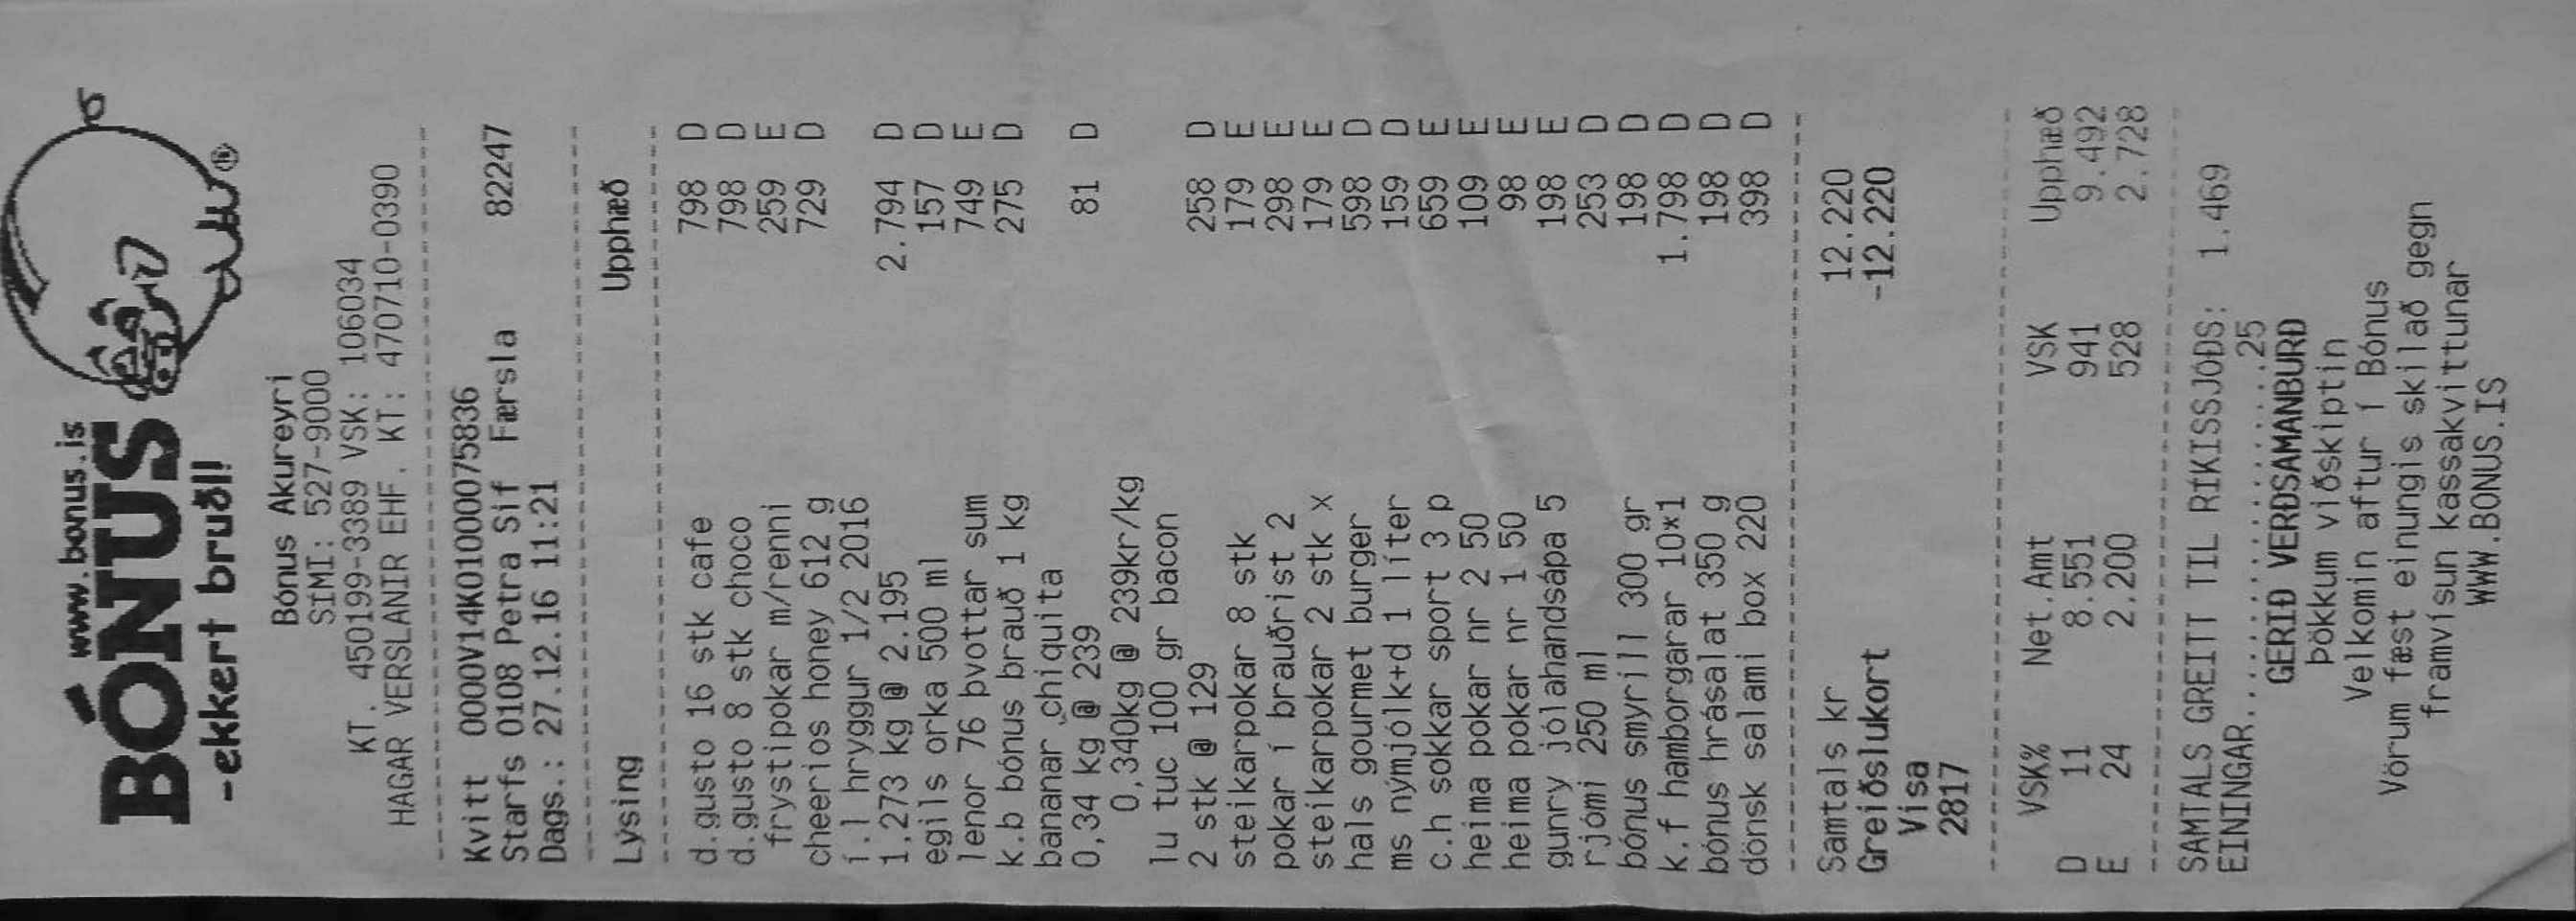 www.bonus.is
BÓNUS
-ekkert bruðl!
®
Bónus Akureyri
SÍMI: 527-9000
KT. 450199-3389 VSK: 106034
HAGAR VERSLANIR EHF. KT: 470710-0390
Kvitt 0000V14K01000075836
Starfs 0108 Petra Sif Færsla 82247
Dags.: 27.12.16 11:21
Lýsing Upphæð
d.gusto 16 stk cafe 798 D
d.gusto 8 stk choco 798 D
frystipokar m/renni 259 E
cheerios honey 612 g 729 D
í.l hryggur 1/2 2016
1,273 kg @ 2.195 2.794 D
egils orka 500 ml 157 D
lenor 76 þvottar sum 749 E
k.b bónus brauð 1 kg 275 D
bananar chiquita
0,34 kg @ 239 81 D
0,340kg @ 239kr/kg
lu tuc 100 gr bacon
2 stk @ 129 258 D
steikarpokar 8 stk 179 E
pokar í brauðrist 2 298 E
steikarpokar 2 stk x 179 E
hals gourmet burger 598 D
ms nýmjólk+d 1 líter 159 D
c.h sokkar sport 3 p 659 E
heima pokar nr 2 50 109 E
heima pokar nr 1 50 98 E
gunry jólahandsápa 5 198 E
rjómi 250 ml 253 D
bónus smyrill 300 gr 198 D
k.f hamborgarar 10*1 1.798 D
bónus hrásalat 350 g 198 D
dönsk salami box 220 398 D
Samtals kr 12.220
Greiðslukort -12.220
Visa
2817
VSK% Net.Amt VSK Upphæð
D 11 8.551 941 9.492
E 24 2.200 528 2.728
SAMTALS GREITT TIL RÍKISSJÓÐS: 1.469
EININGAR....................25
GERIÐ VERÐSAMANBURÐ
Þökkum viðskiptin
Velkomin aftur í Bónus
Vörum fæst einungis skilað gegn
framvísun kassakvittunar
WWW.BONUS.IS